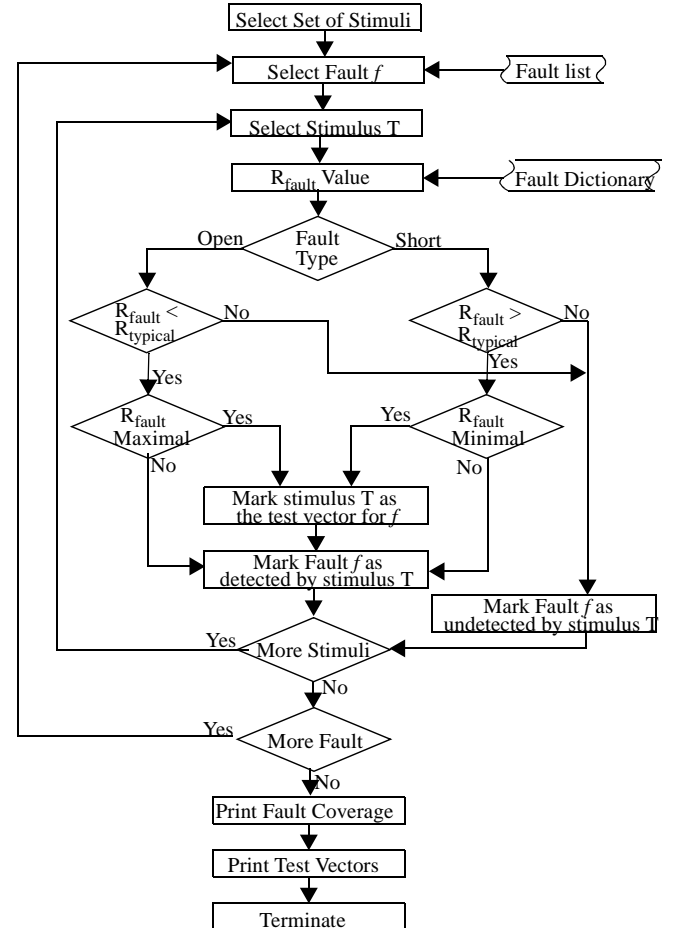 Select Set of Stimuli
Select Fault f
Fault list
Select Stimulus T
Rfault Value
Fault Dictionary
Open
Fault
Type
Short
Rfault <
Rtypical
No
Rfault >
Rtypical
No
Yes
Yes
Rfault
Maximal
Yes
Yes
Rfault
Minimal
No
No
Mark stimulus T as
the test vector for f
Mark Fault f as
detected by stimulus T
Mark Fault f as
undetected by stimulus T
Yes
More Stimuli
No
Yes
More Fault
No
Print Fault Coverage
Print Test Vectors
Terminate